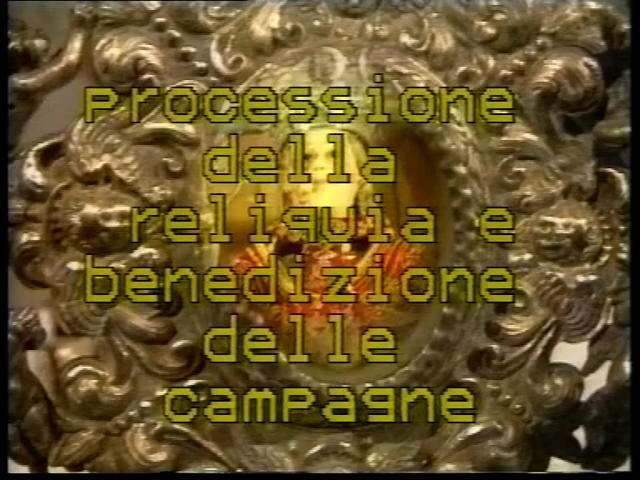 processione
della
reliquia e
benedizione
delle
campagne